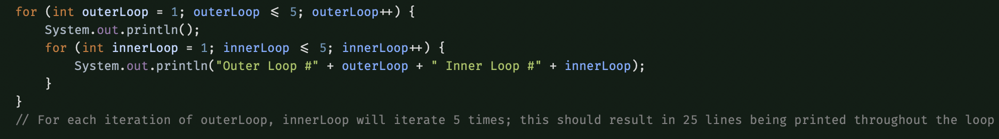 for (int outerLoop = 1; outerLoop <= 5; outerLoop++) {
    System.out.println();
    for (int innerLoop = 1; innerLoop <= 5; innerLoop++) {
        System.out.println("Outer Loop #" + outerLoop + " Inner Loop #" + innerLoop);
    }
}
// For each iteration of outerLoop, innerLoop will iterate 5 times; this should result in 25 lines being printed throughout the loop